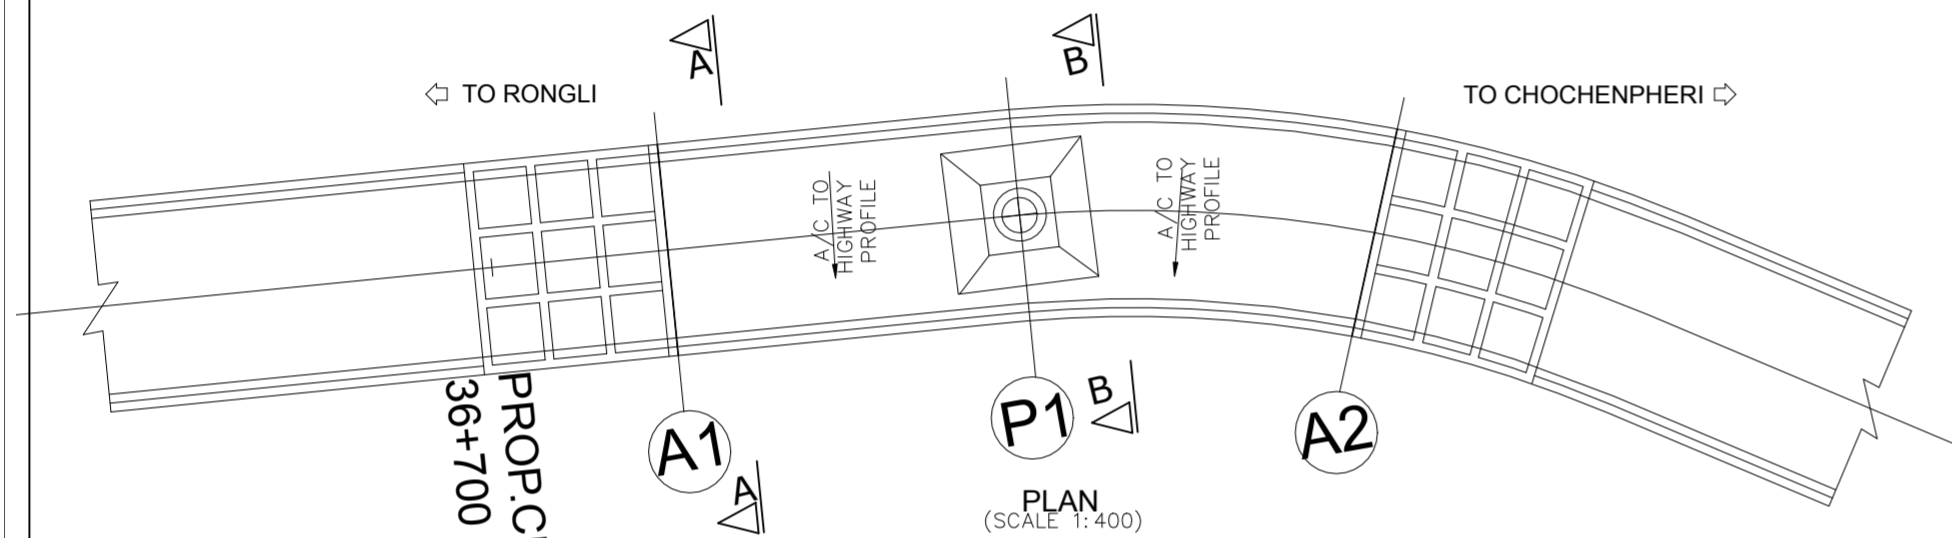 A
B
TO RONGLI
TO CHOCHENPHERI
A/C TO
HIGHWAY
PROFILE
A/C TO
HIGHWAY
PROFILE
PROP.C
36+700
A1
P1
B
A2
A
PLAN
(SCALE 1:400)